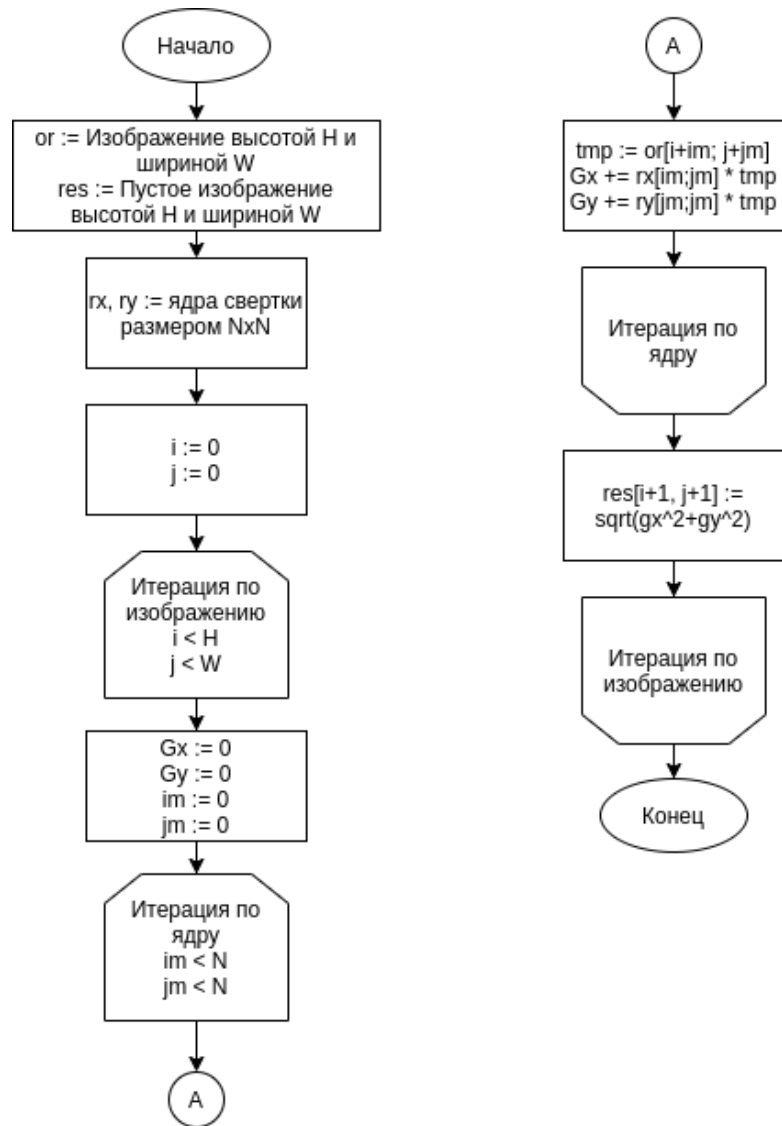 Начало
or := Изображение высотой H и
шириной W
res := Пустое изображение
высотой H и шириной W
rx, ry := ядра свертки
размером NxN
i := 0
j := 0
Итерация по
изображению
i < H
j < W
Gx := 0
Gy := 0
im := 0
jm := 0
Итерация по
ядру
im < N
jm < N
A
A
tmp := or[i+im; j+jm]
Gx += rx[im;jm] * tmp
Gy += ry[jm;jm] * tmp
Итерация по
ядру
res[i+1, j+1] :=
sqrt(gx^2+gy^2)
Итерация по
изображению
Конец